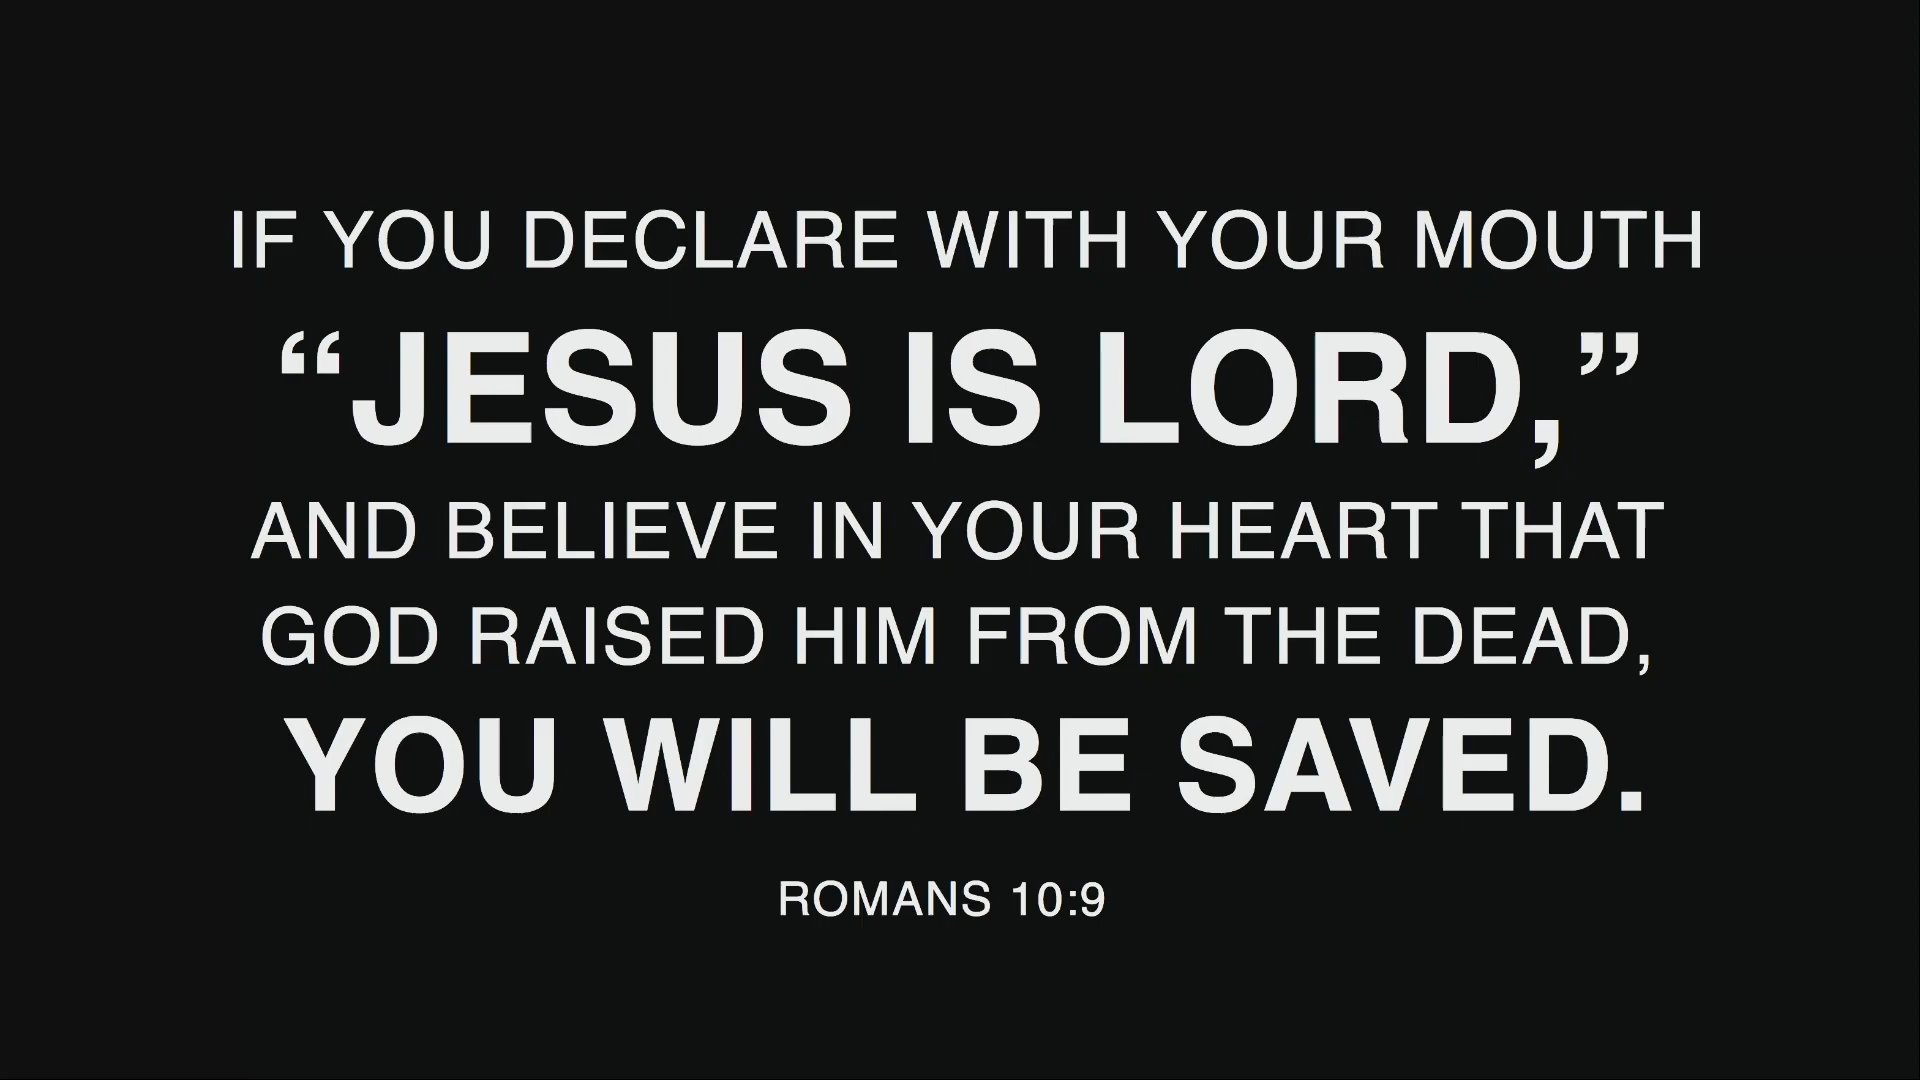 IF YOU DECLARE WITH YOUR MOUTH
“JESUS IS LORD,”
AND BELIEVE IN YOUR HEART THAT
GOD RAISED HIM FROM THE DEAD,
YOU WILL BE SAVED.
ROMANS 10:9